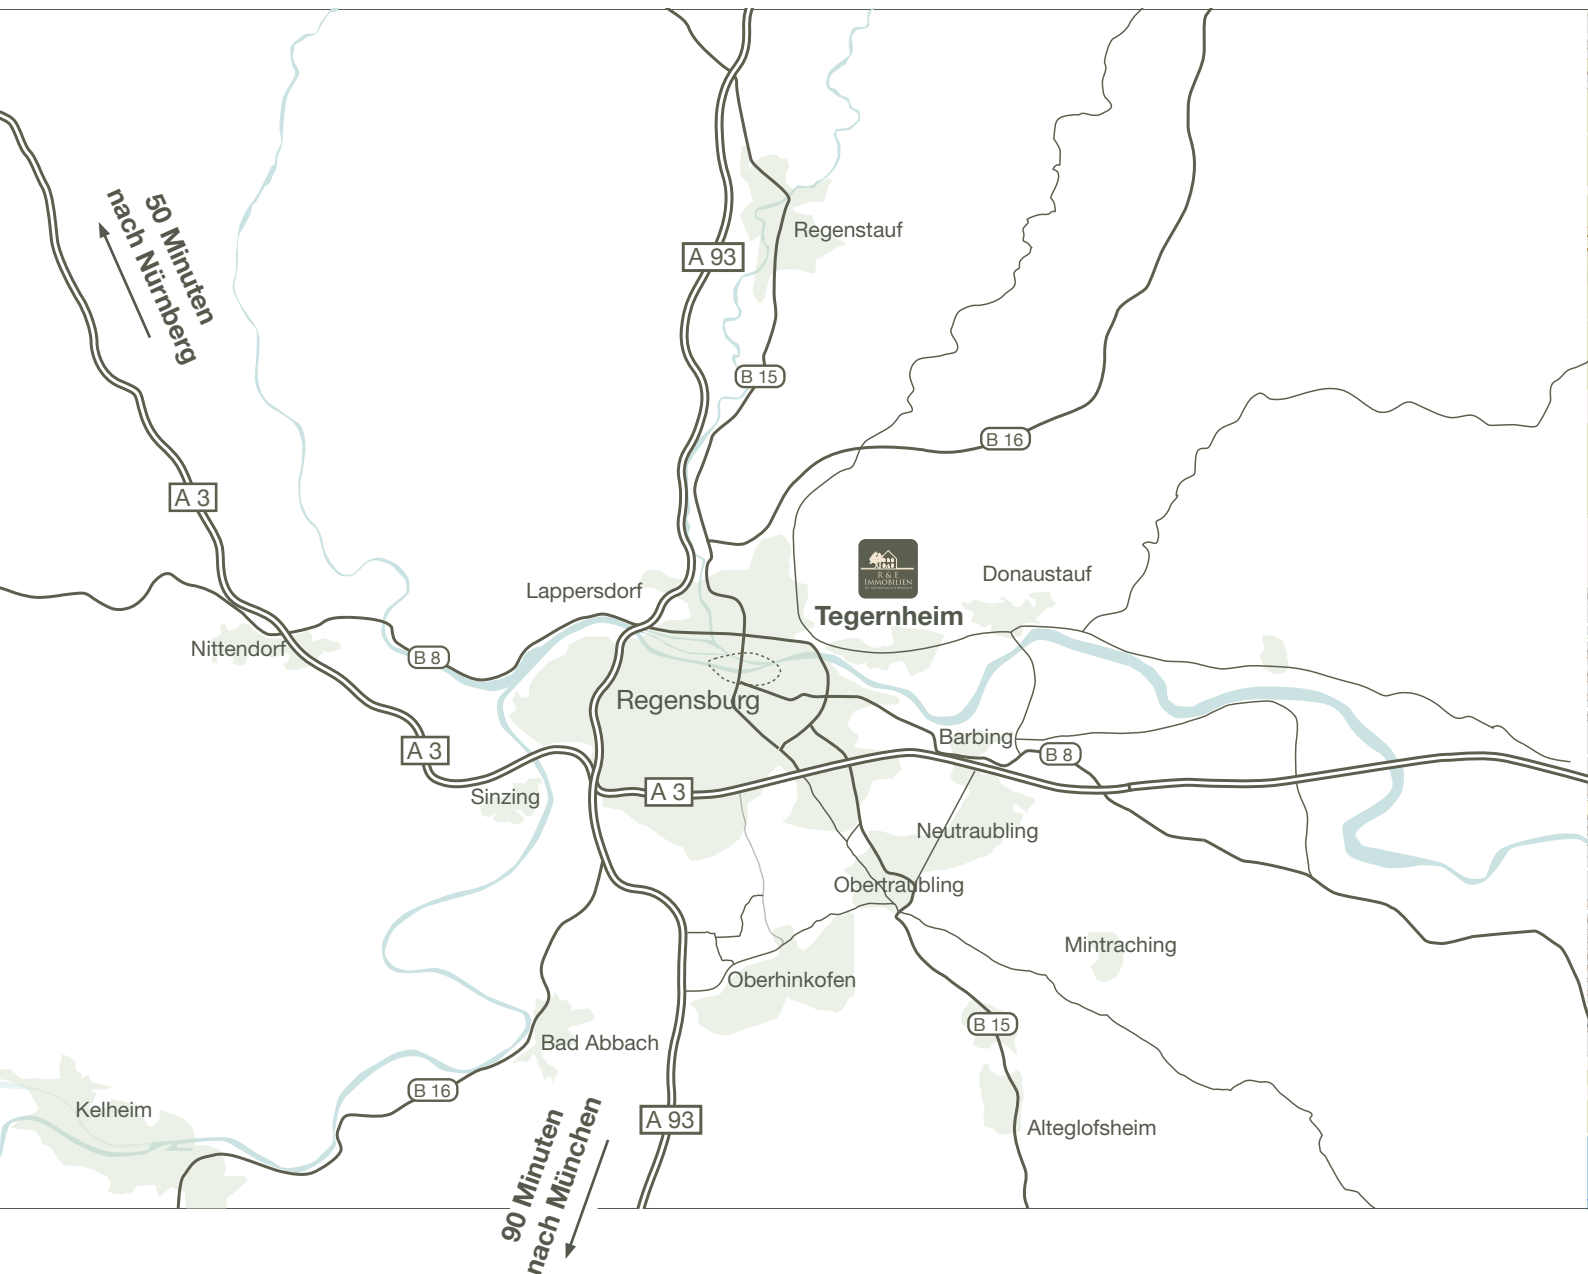 50 Minuten
nach Nürnberg
A 93
Regenstauf
B 15
B 16
A 3
R & E
IMMOBILIEN
Tegernheim
Donaustauf
Lappersdorf
Nittendorf
B 8
Regensburg
A 3
Barbing
B 8
Sinzing
A 3
Neutraubling
Obertraubling
Mintraching
Oberhinkofen
B 15
Bad Abbach
B 16
Kelheim
A 93
Alteglofsheim
90 Minuten
nach München